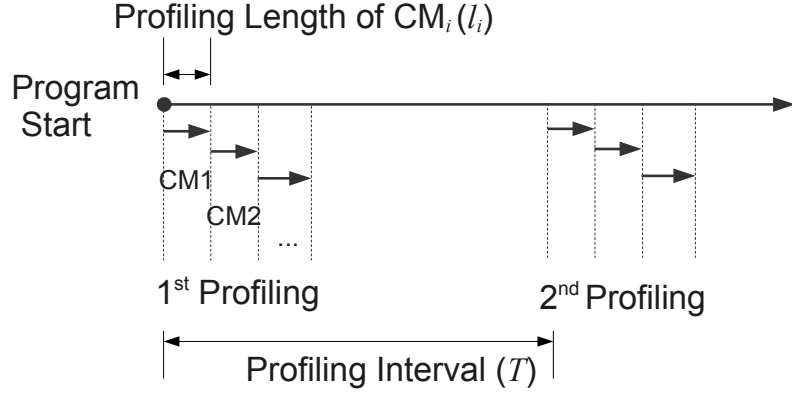 Profiling Length of CMi (li)
Program
Start
CM1
CM2
...
1st Profiling
2nd Profiling
Profiling Interval (T)